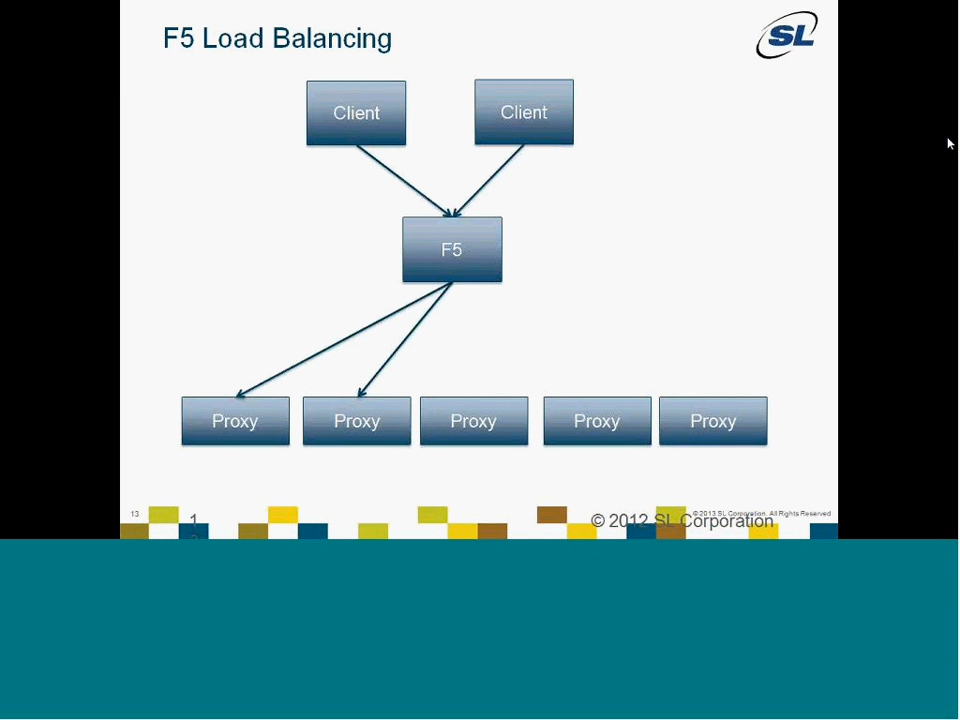 F5 Load Balancing
SL
Client
Client
F5
Proxy
Proxy
Proxy
Proxy
Proxy
13
1
© 2012 SL Corporation
©2013 SL Corporation. All Rights Reserved